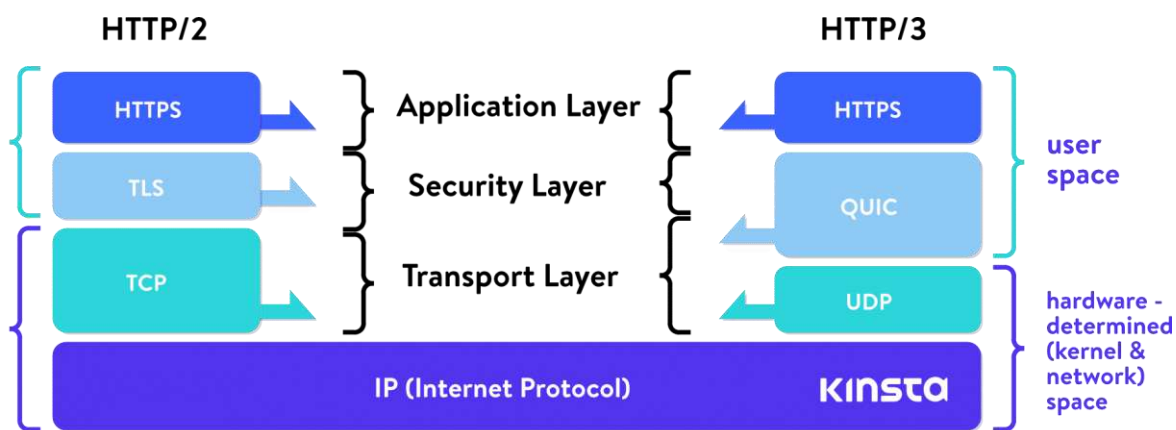 HTTP/2 HTTP/3
HTTPS Application Layer HTTPS
TLS Security Layer QUIC
user
space
TCP Transport Layer UDP
hardware -
determined
(kernel &
network)
space
IP (Internet Protocol) KINSTA